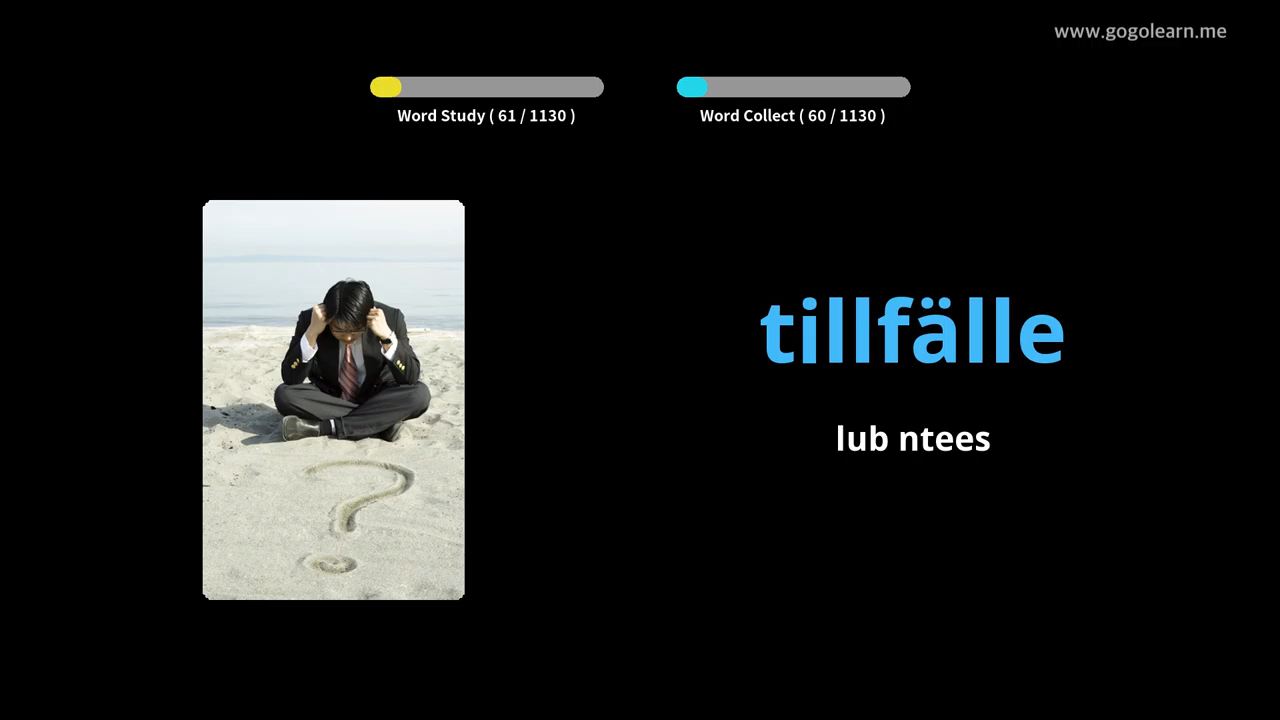 www.gogolearn.me
Word Study ( 61 / 1130 )
Word Collect ( 60 / 1130 )
tillfälle
lub ntees
?